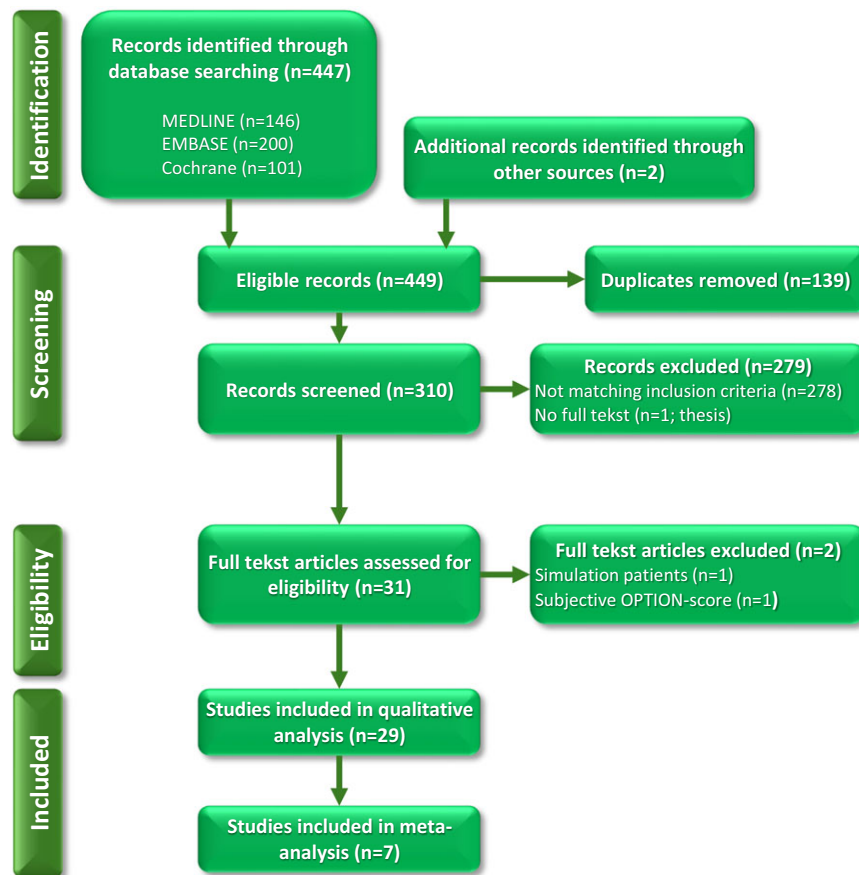 Identification
Records identified through
database searching (n=447)
MEDLINE (n=146)
EMBASE (n=200)
Cochrane (n=101)
Additional records identified through
other sources (n=2)
Screening
Eligible records (n=449)
Duplicates removed (n=139)
Records screened (n=310)
Records excluded (n=279)
Not matching inclusion criteria (n=278)
No full tekst (n=1; thesis)
Eligibility
Full tekst articles assessed for
eligibility (n=31)
Full tekst articles excluded (n=2)
Simulation patients (n=1)
Subjective OPTION-score (n=1)
Included
Studies included in qualitative
analysis (n=29)
Studies included in meta-
analysis (n=7)